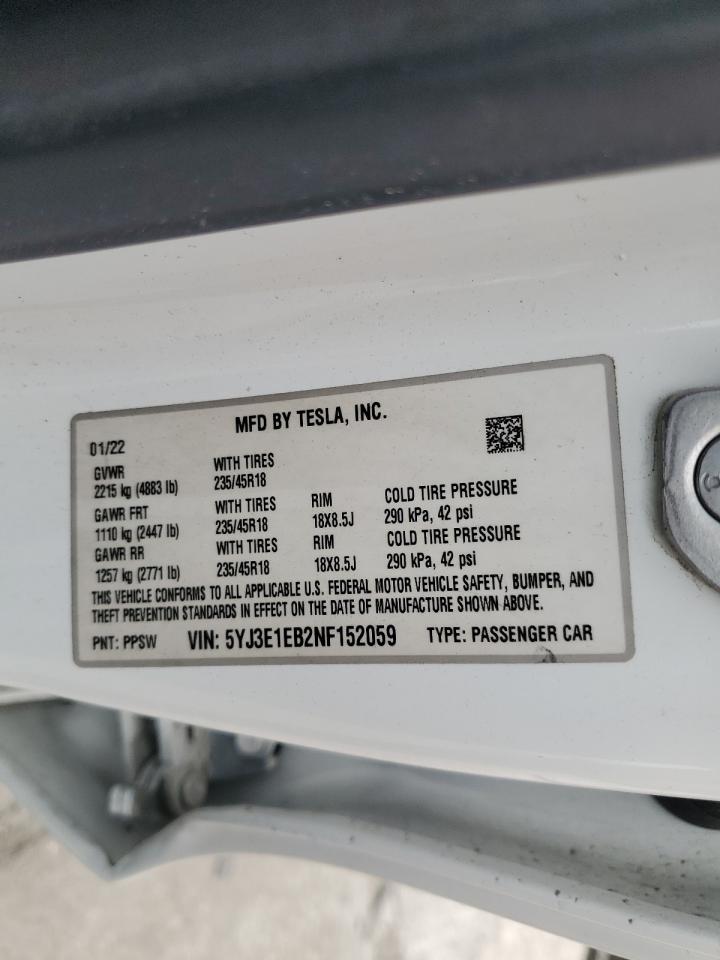 MFD BY TESLA, INC.
01/22
GVWR WITH TIRES
2215 kg (4883 lb) 235/45R18
GAWR FRT WITH TIRES RIM COLD TIRE PRESSURE
1110 kg (2447 lb) 235/45R18 18X8.5J 290 kPa, 42 psi
GAWR RR WITH TIRES RIM COLD TIRE PRESSURE
1257 kg (2771 lb) 235/45R18 18X8.5J 290 kPa, 42 psi
THIS VEHICLE CONFORMS TO ALL APPLICABLE U.S. FEDERAL MOTOR VEHICLE SAFETY, BUMPER, AND
THEFT PREVENTION STANDARDS IN EFFECT ON THE DATE OF MANUFACTURE SHOWN ABOVE.
PNT: PPSW VIN: 5YJ3E1EB2NF152059 TYPE: PASSENGER CAR